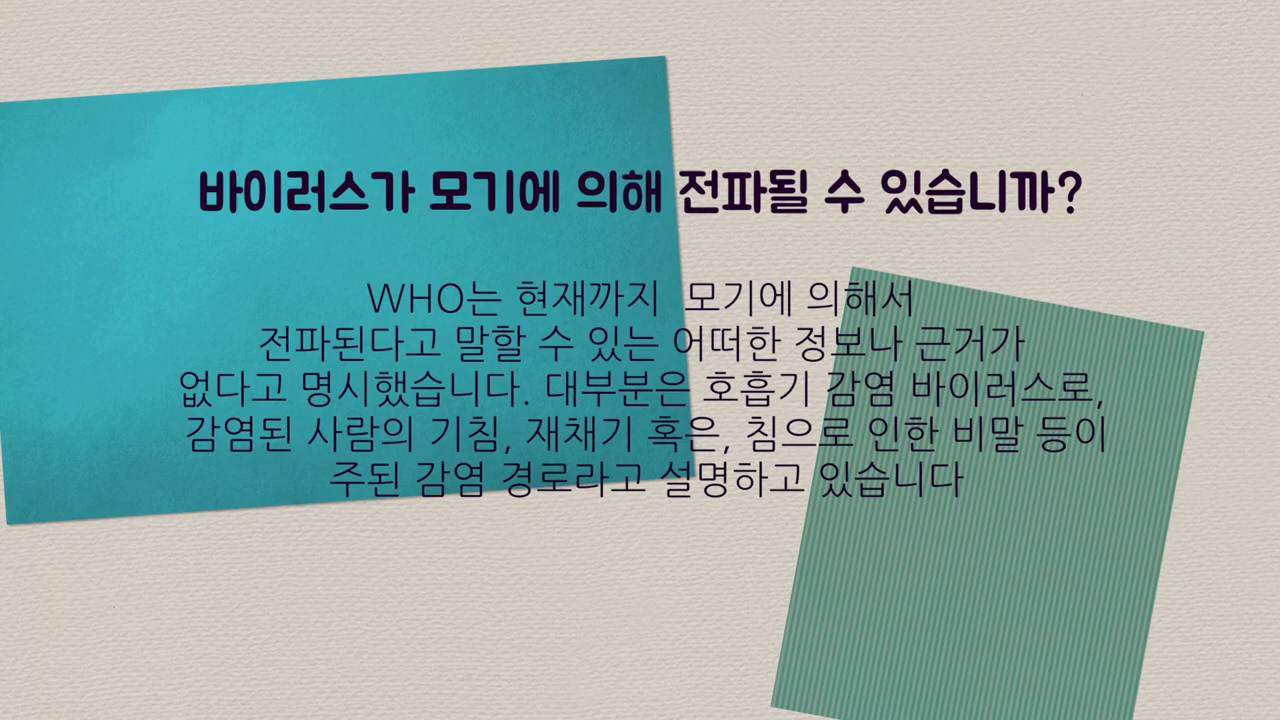 바이러스가 모기에 의해 전파될 수 있습니까?
WHO는 현재까지 모기에 의해서
전파된다고 말할 수 있는 어떠한 정보나 근거가
없다고 명시했습니다. 대부분은 호흡기 감염 바이러스로,
감염된 사람의 기침, 재채기 혹은, 침으로 인한 비말 등이
주된 감염 경로라고 설명하고 있습니다